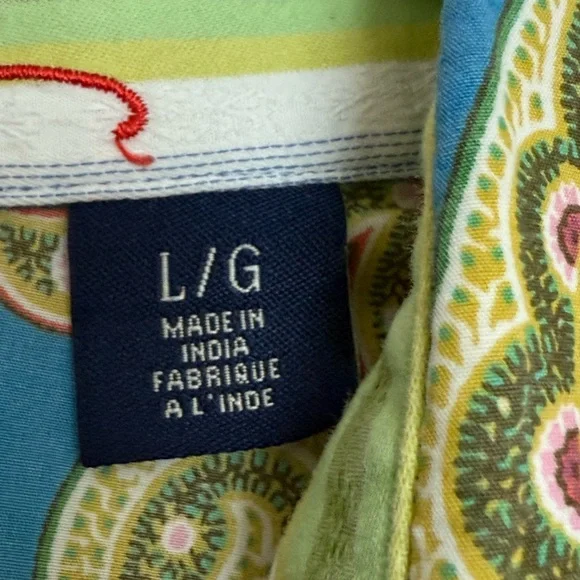 L/G
MADE IN
INDIA
FABRIQUE
A L'INDE